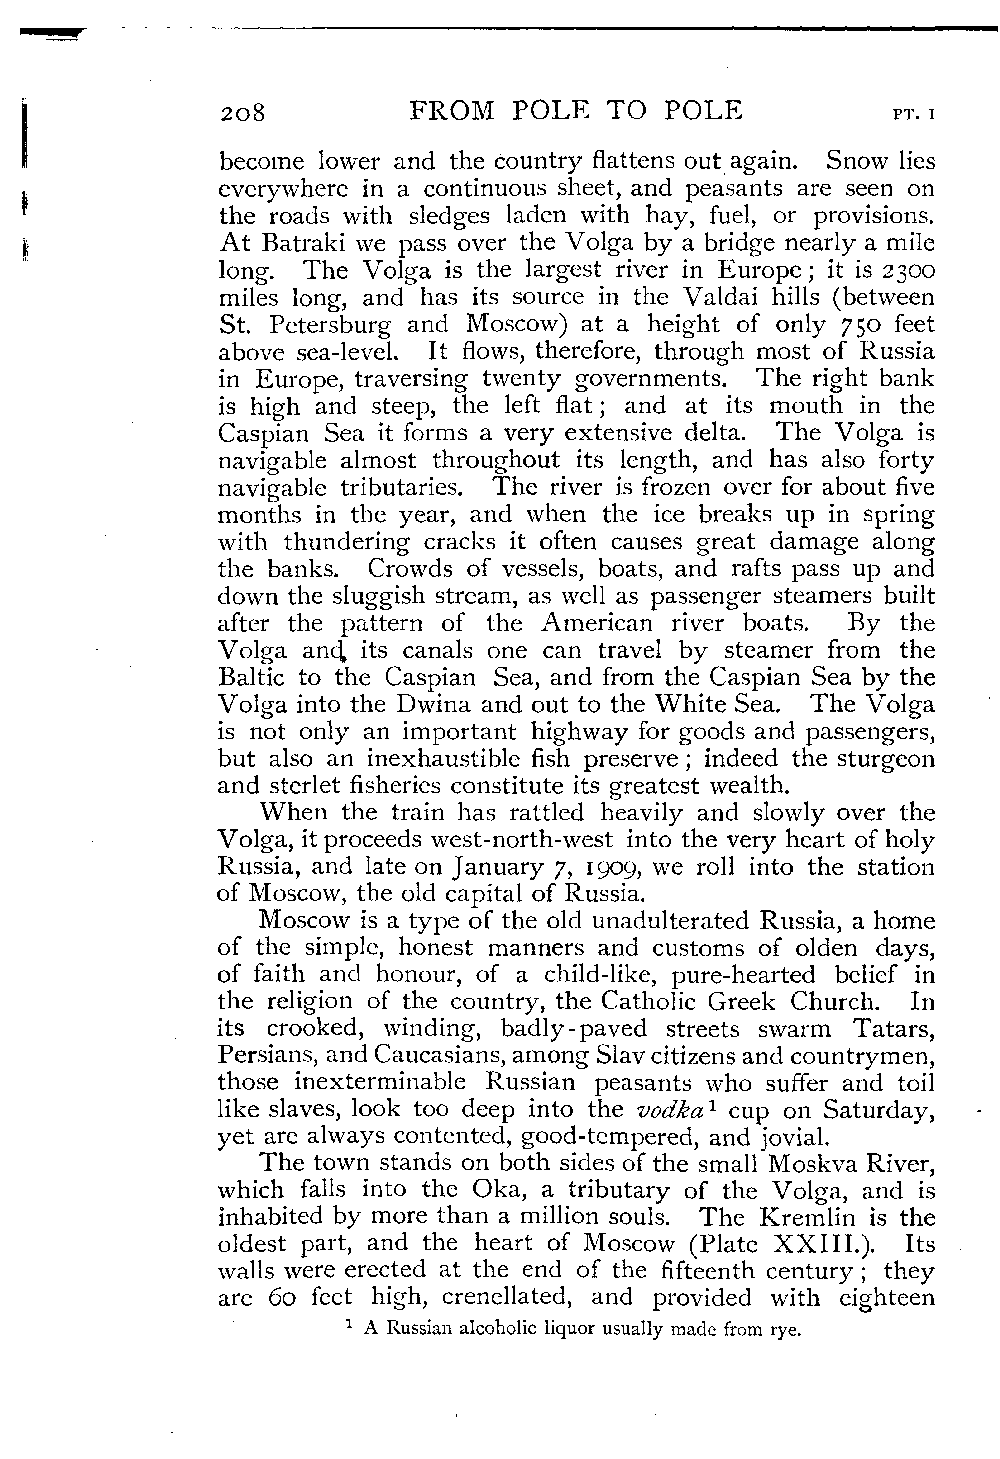 208 FROM POLE TO POLE PT. I
become lower and the country flattens out again. Snow lies
everywhere in a continuous sheet, and peasants are seen on
the roads with sledges laden with hay, fuel, or provisions.
At Batraki we pass over the Volga by a bridge nearly a mile
long. The Volga is the largest river in Europe; it is 2300
miles long, and has its source in the Valdai hills (between
St. Petersburg and Moscow) at a height of only 750 feet
above sea-level. It flows, therefore, through most of Russia
in Europe, traversing twenty governments. The right bank
is high and steep, the left flat; and at its mouth in the
Caspian Sea it forms a very extensive delta. The Volga is
navigable almost throughout its length, and has also forty
navigable tributaries. The river is frozen over for about five
months in the year, and when the ice breaks up in spring
with thundering cracks it often causes great damage along
the banks. Crowds of vessels, boats, and rafts pass up and
down the sluggish stream, as well as passenger steamers built
after the pattern of the American river boats. By the
Volga and its canals one can travel by steamer from the
Baltic to the Caspian Sea, and from the Caspian Sea by the
Volga into the Dwina and out to the White Sea. The Volga
is not only an important highway for goods and passengers,
but also an inexhaustible fish preserve; indeed the sturgeon
and sterlet fisheries constitute its greatest wealth.
When the train has rattled heavily and slowly over the
Volga, it proceeds west-north-west into the very heart of holy
Russia, and late on January 7, 1909, we roll into the station
of Moscow, the old capital of Russia.
Moscow is a type of the old unadulterated Russia, a home
of the simple, honest manners and customs of olden days,
of faith and honour, of a child-like, pure-hearted belief in
the religion of the country, the Catholic Greek Church. In
its crooked, winding, badly-paved streets swarm Tatars,
Persians, and Caucasians, among Slav citizens and countrymen,
those inexterminable Russian peasants who suffer and toil
like slaves, look too deep into the vodka¹ cup on Saturday,
yet are always contented, good-tempered, and jovial.
The town stands on both sides of the small Moskva River,
which falls into the Oka, a tributary of the Volga, and is
inhabited by more than a million souls. The Kremlin is the
oldest part, and the heart of Moscow (Plate XXIII.). Its
walls were erected at the end of the fifteenth century; they
are 60 feet high, crenellated, and provided with eighteen
¹ A Russian alcoholic liquor usually made from rye.